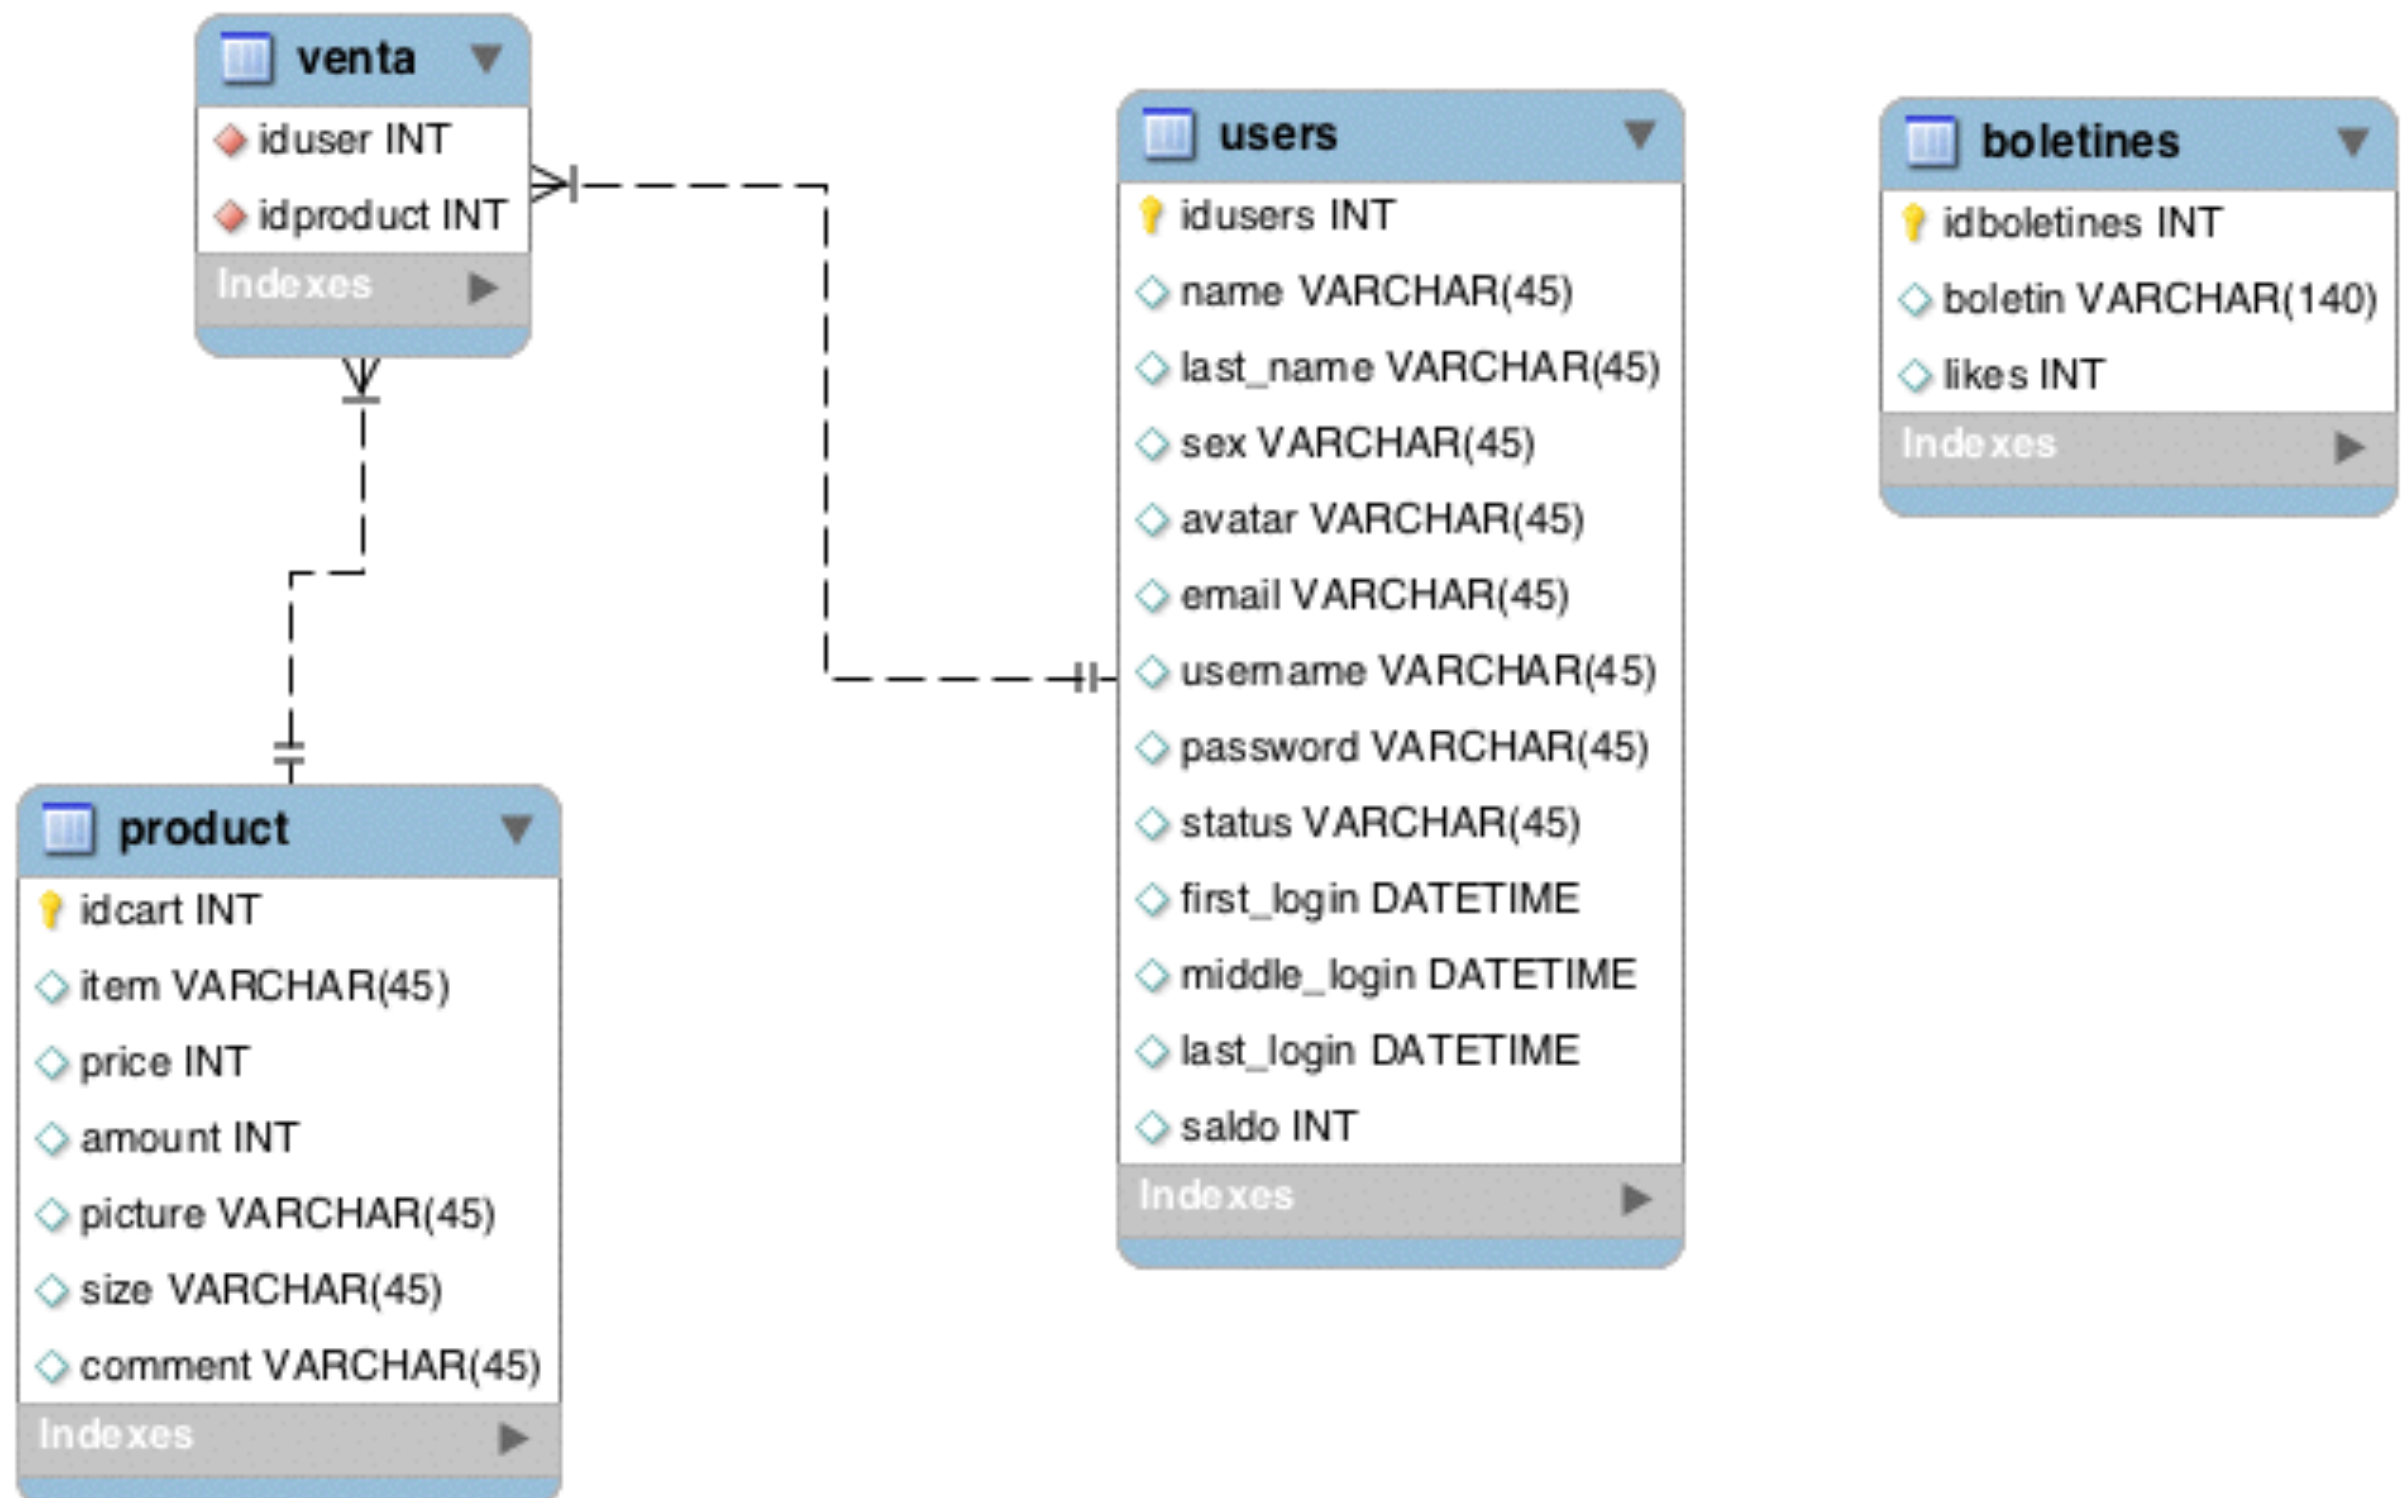 venta
iduser INT
idproduct INT
Indexes
product
idcart INT
item VARCHAR(45)
price INT
amount INT
picture VARCHAR(45)
size VARCHAR(45)
comment VARCHAR(45)
Indexes
users
idusers INT
name VARCHAR(45)
last_name VARCHAR(45)
sex VARCHAR(45)
avatar VARCHAR(45)
email VARCHAR(45)
username VARCHAR(45)
password VARCHAR(45)
status VARCHAR(45)
first_login DATETIME
middle_login DATETIME
last_login DATETIME
saldo INT
Indexes
boletines
idboletines INT
boletin VARCHAR(140)
likes INT
Indexes